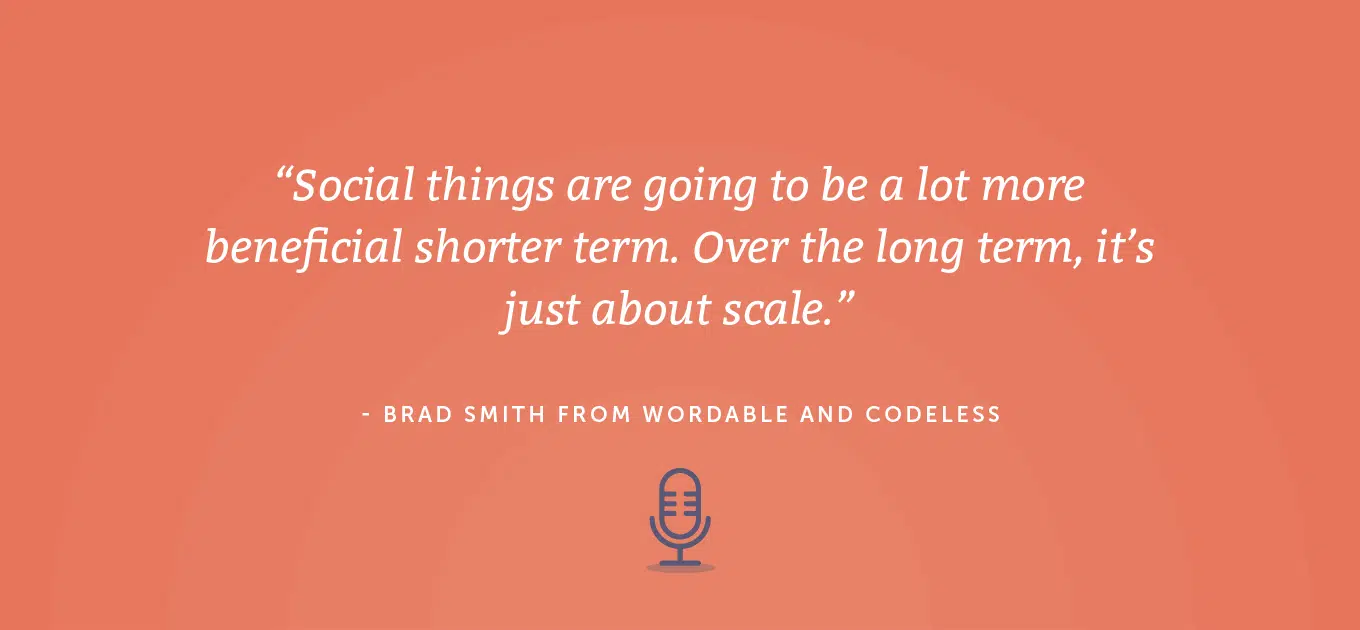 “Social things are going to be a lot more
beneficial shorter term. Over the long term, it’s
just about scale.”
- BRAD SMITH FROM WORDABLE AND CODELESS